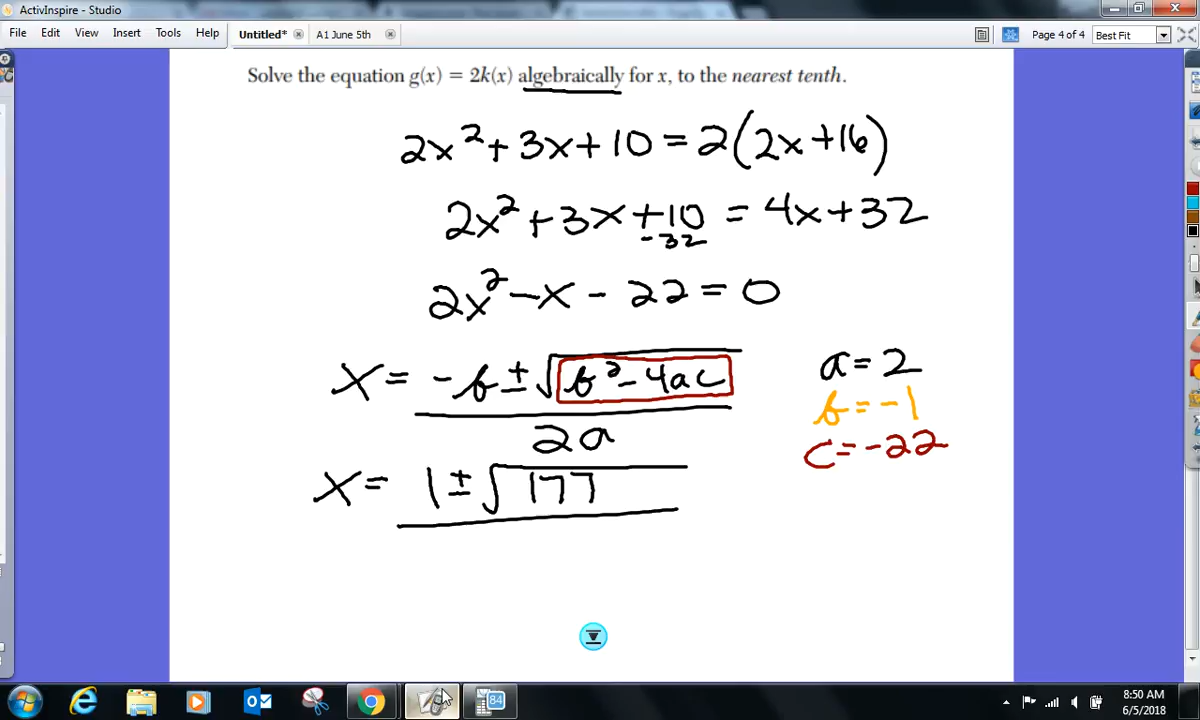 ActivInspire - Studio
File Edit View Insert Tools Help Untitled* A1 June 5th Page 4 of 4 Best Fit
Solve the equation g(x) = 2k(x) algebraically for x, to the nearest tenth.
2x² + 3x + 10 = 2(2x + 16)
2x² + 3x + 10 = 4x + 32
-32
2x² - x - 22 = 0
x = -b ± √b² - 4ac
2a
a = 2
b = -1
c = -22
x = 1 ± √177
84
8:50 AM
6/5/2018